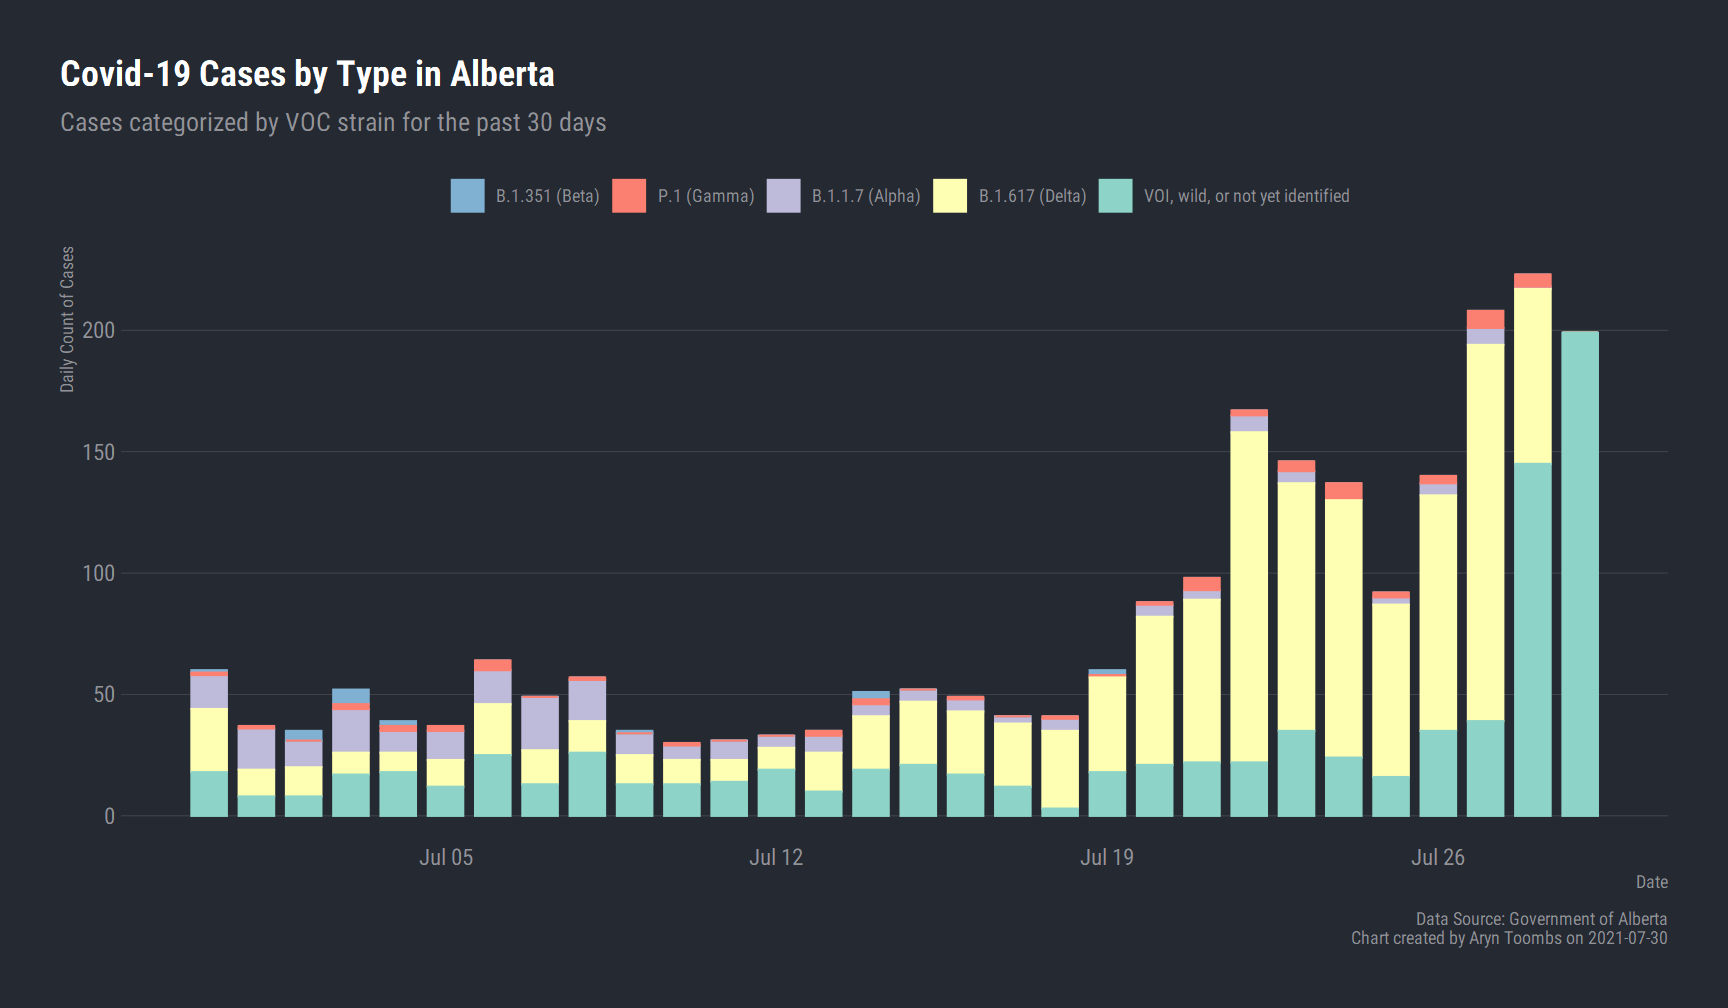 Covid-19 Cases by Type in Alberta
Cases categorized by VOC strain for the past 30 days
B.1.351 (Beta) P.1 (Gamma) B.1.1.7 (Alpha) B.1.617 (Delta) VOI, wild, or not yet identified
Daily Count of Cases
200
150
100
50
0
Jul 05 Jul 12 Jul 19 Jul 26
Date
Data Source: Government of Alberta
Chart created by Aryn Toombs on 2021-07-30